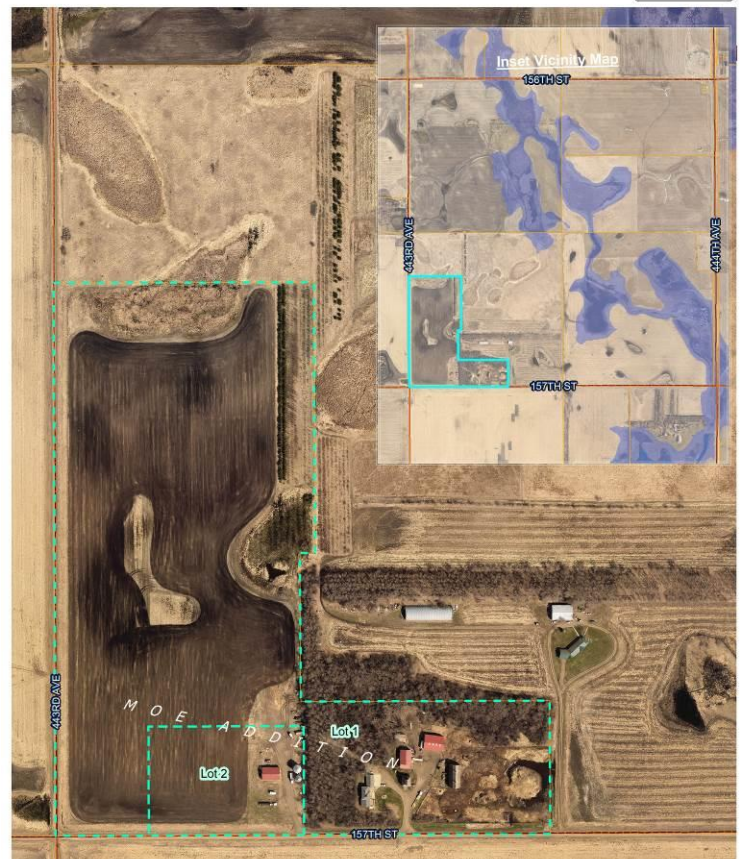 Inset Vicinity Map
156TH ST
443RD AVE
444TH AVE
157TH ST
443RD AVE
MOE ADDITION
Lot 1
Lot 2
157TH ST